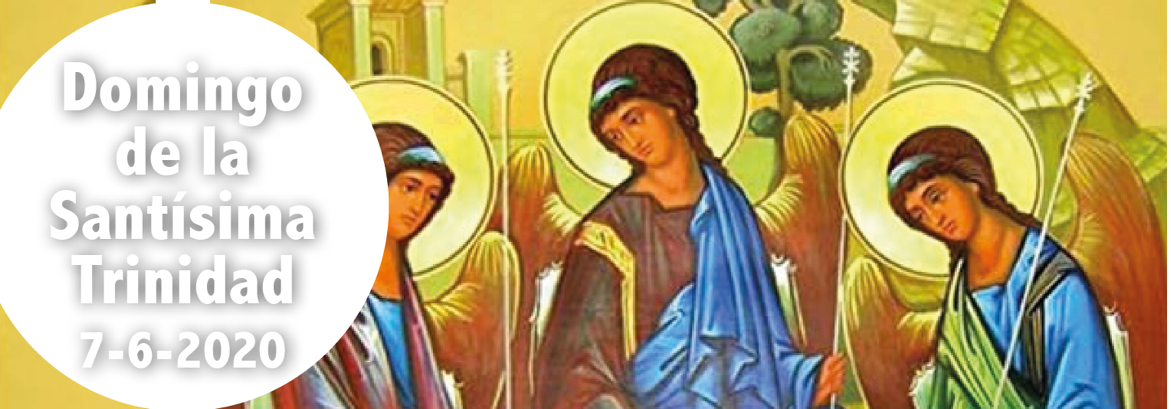 Domingo
de la
Santísima
Trinidad
7-6-2020